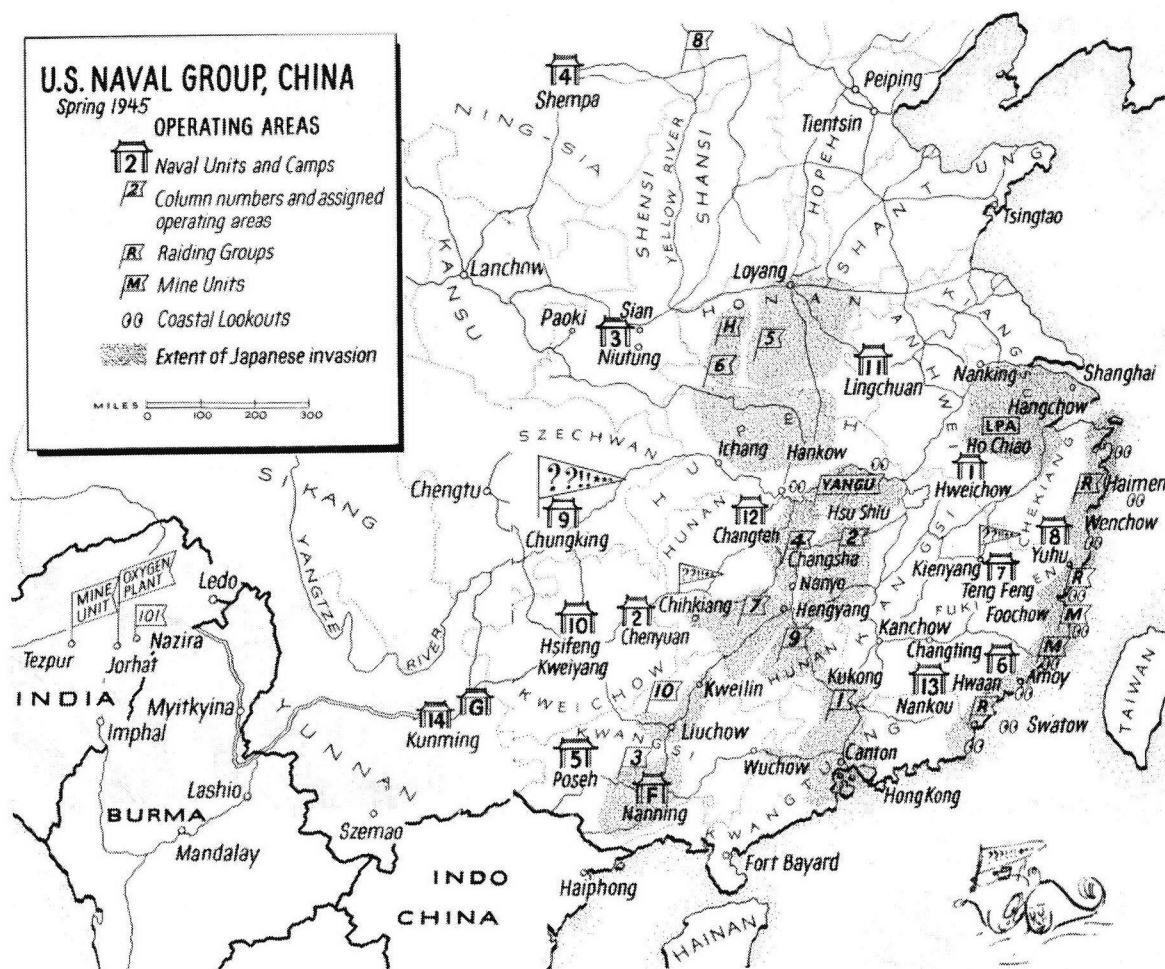 U.S. NAVAL GROUP, CHINA
Spring 1945
OPERATING AREAS
2 Naval Units and Camps
2 Column numbers and assigned
operating areas
R Raiding Groups
M Mine Units
Coastal Lookouts
Extent of Japanese invasion
MILES 0 100 200 300
8
4
Shempa
Peiping
Tientsin
NING-SIA
SHENSI
YELLOW RIVER
SHANSI
HOPEH
SHANTUNG
Tsingtao
KANSU
Lanchow
Loyang
HONAN
Paoki
Sian
3
Niutung
H
5
6
11
Lingchuan
ANHWEI
KIANGSU
Nanking
Shanghai
Hangchow
LPA
Ho Chiao
SZECHWAN
HUPEH
Ichang
Hankow
SIKANG
Chengtu
??!!***
9
Chungking
YANGTZE
RIVER
HUNAN
12
Changteh
YANGU
Hsu Shiu
1
Hweichow
CHEKIANG
R
Haimen
Wenchow
4
2
Changsha
Nanyo
Hengyang
KIANGSI
??!!
Kienyang
7
Teng Feng
8
Yuhu
R
Foochow
M
FUKIEN
MINE
UNIT
OXYGEN
PLANT
101
Ledo
Nazira
Tezpur
Jorhat
INDIA
Imphal
Myitkyina
10
Hsifeng
Kweiyang
2
Chenyuan
Chihkiang
7
9
HUNAN
Kanchow
Changting
M
6
Hwaan
Amoy
13
Nankou
R
Swatow
TAIWAN
YUNNAN
14
Kunming
G
KWEICHOW
10
Kweilin
Kukong
1
KWANGSI
Liuchow
5
Poseh
3
F
Nanning
Wuchow
Canton
Hong Kong
KWANGTUNG
Lashio
BURMA
Mandalay
Szemao
INDO
CHINA
Haiphong
Fort Bayard
HAINAN